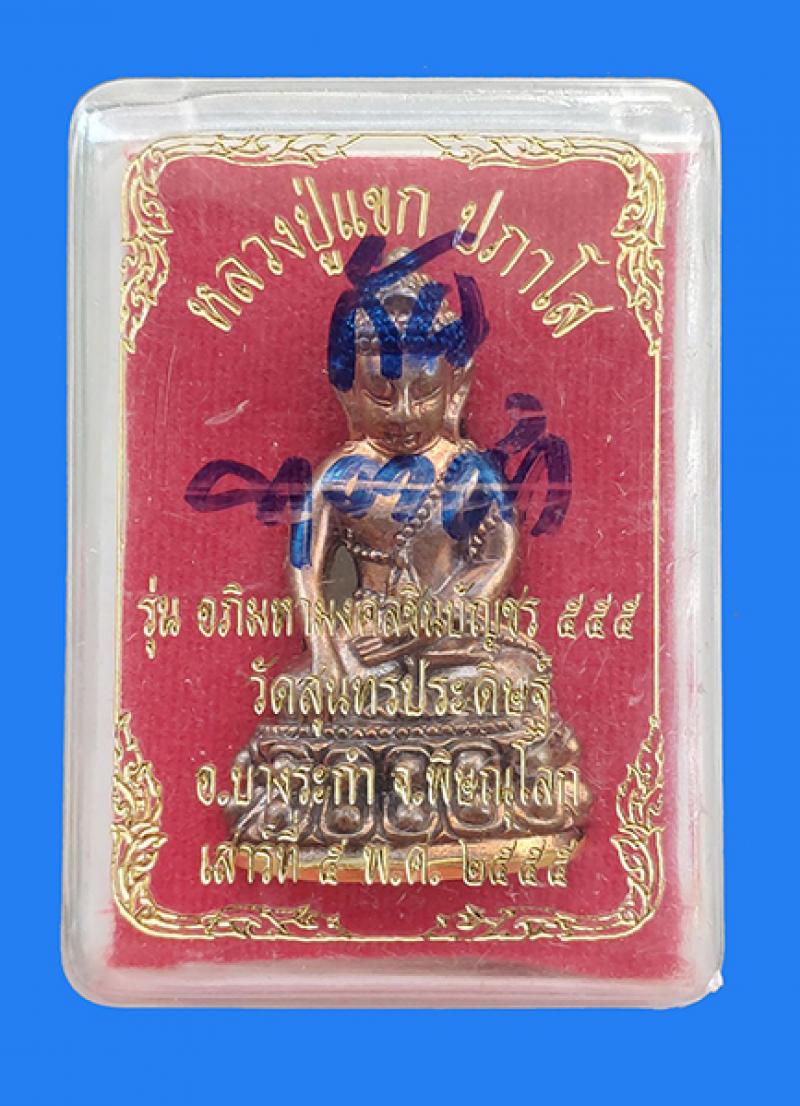 หลวงปู่แขก ปภาโส
รุ่น อภิมหามงคลชินบัญชร ๕๕๕
วัดสุนทรประดิษฐ์
อ.บางระกำ จ.พิษณุโลก
เสาร์ที่ ๕ พ.ค. ๒๕๕๕